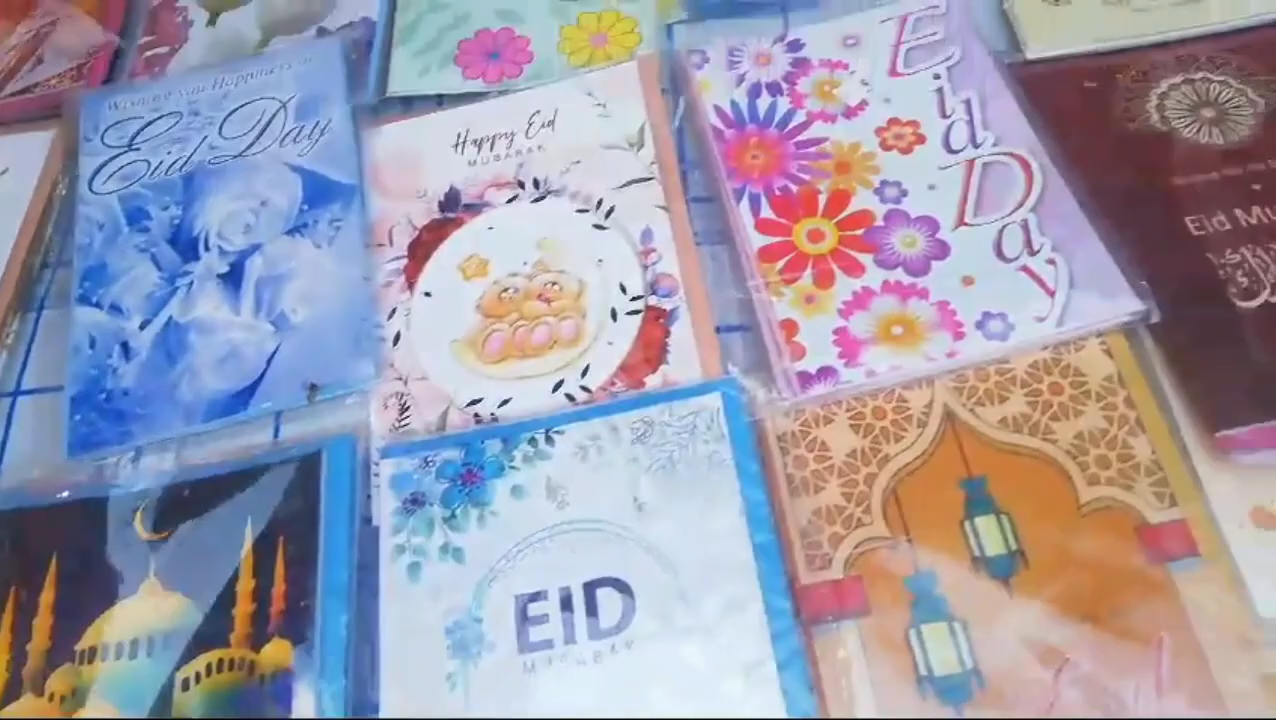 Wishing you Happiness on
Eid Day
Happy Eid
MUBARAK
Eid
Day
Eid Mu
EID
MUBARAK